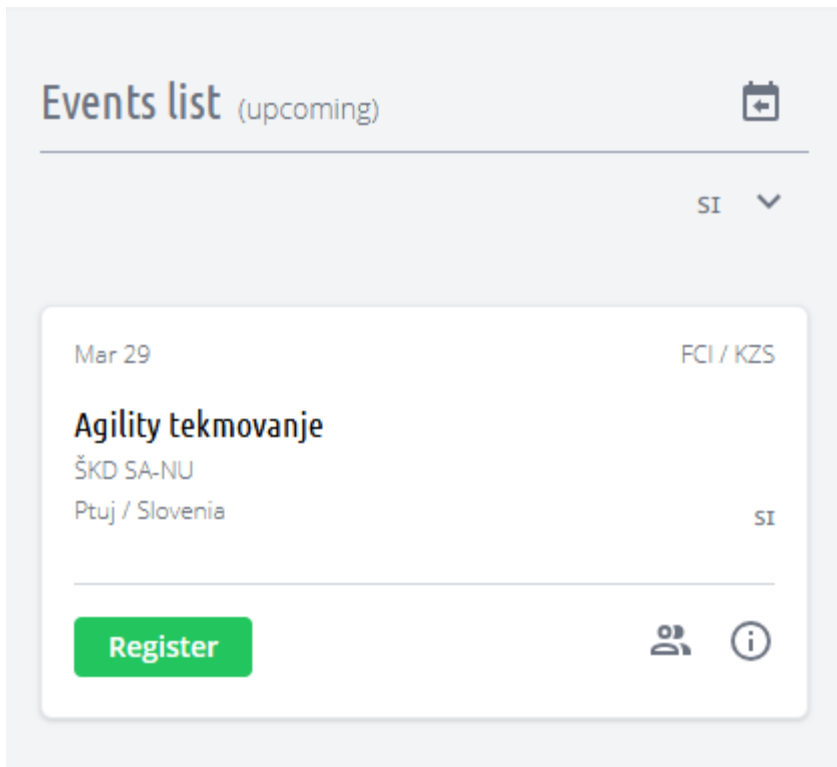 Events list (upcoming)
SI
Mar 29 FCI / KZS
Agility tekmovanje
ŠKD SA-NU
Ptuj / Slovenia
SI
Register